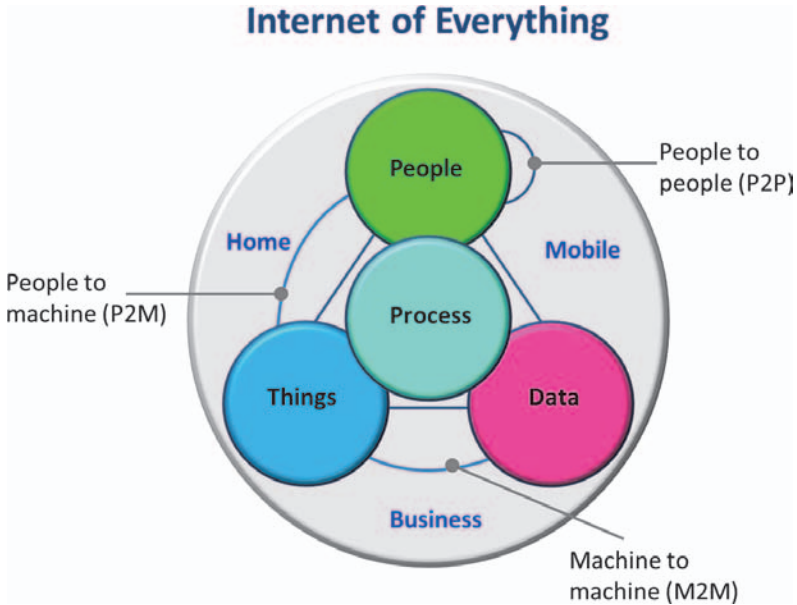 Internet of Everything
People
People to
people (P2P)
Home
Mobile
People to
machine (P2M)
Process
Things
Data
Business
Machine to
machine (M2M)